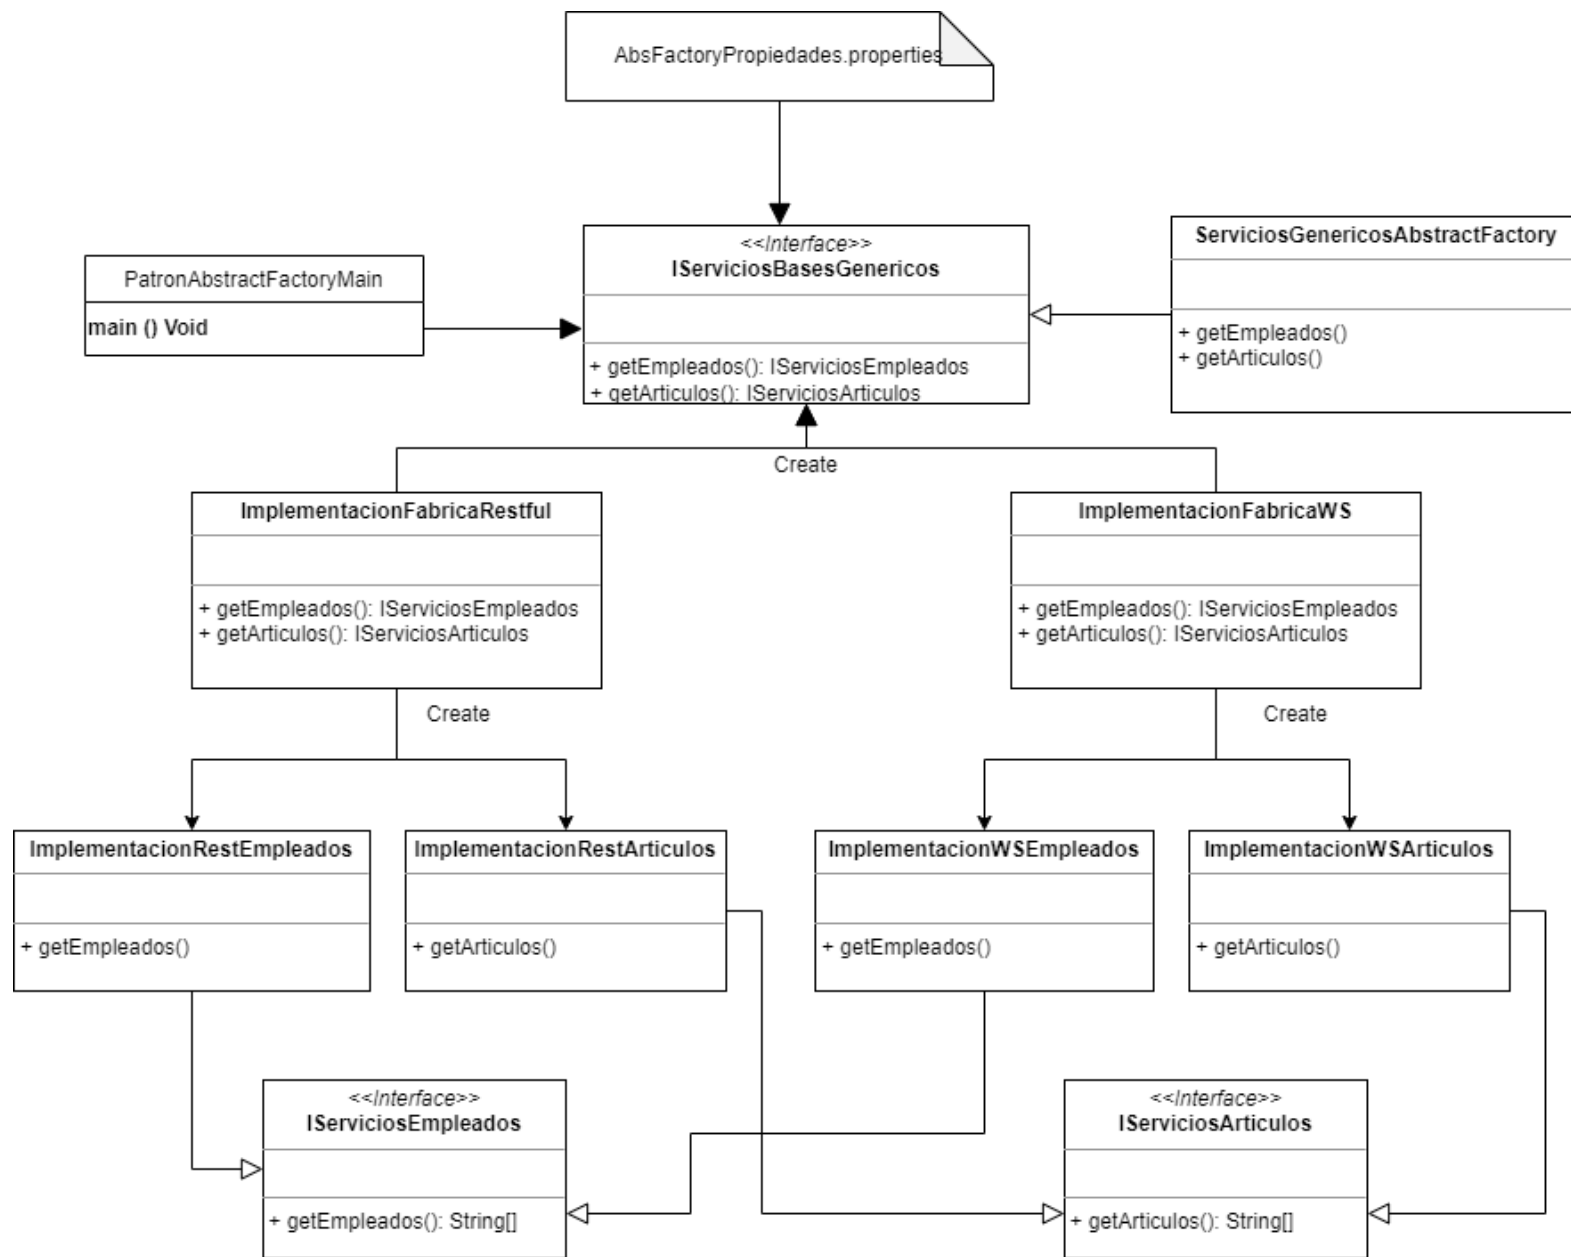 AbsFactoryPropiedades.properties
<<Interface>>
IServiciosBasesGenericos
+ getEmpleados(): IServiciosEmpleados
+ getArticulos(): IServiciosArticulos
ServiciosGenericosAbstractFactory
+ getEmpleados()
+ getArticulos()
PatronAbstractFactoryMain
main () Void
Create
ImplementacionFabricaRestful
+ getEmpleados(): IServiciosEmpleados
+ getArticulos(): IServiciosArticulos
ImplementacionFabricaWS
+ getEmpleados(): IServiciosEmpleados
+ getArticulos(): IServiciosArticulos
Create
Create
ImplementacionRestEmpleados
+ getEmpleados()
ImplementacionRestArticulos
+ getArticulos()
ImplementacionWSEmpleados
+ getEmpleados()
ImplementacionWSArticulos
+ getArticulos()
<<Interface>>
IServiciosEmpleados
+ getEmpleados(): String[]
<<Interface>>
IServiciosArticulos
+ getArticulos(): String[]